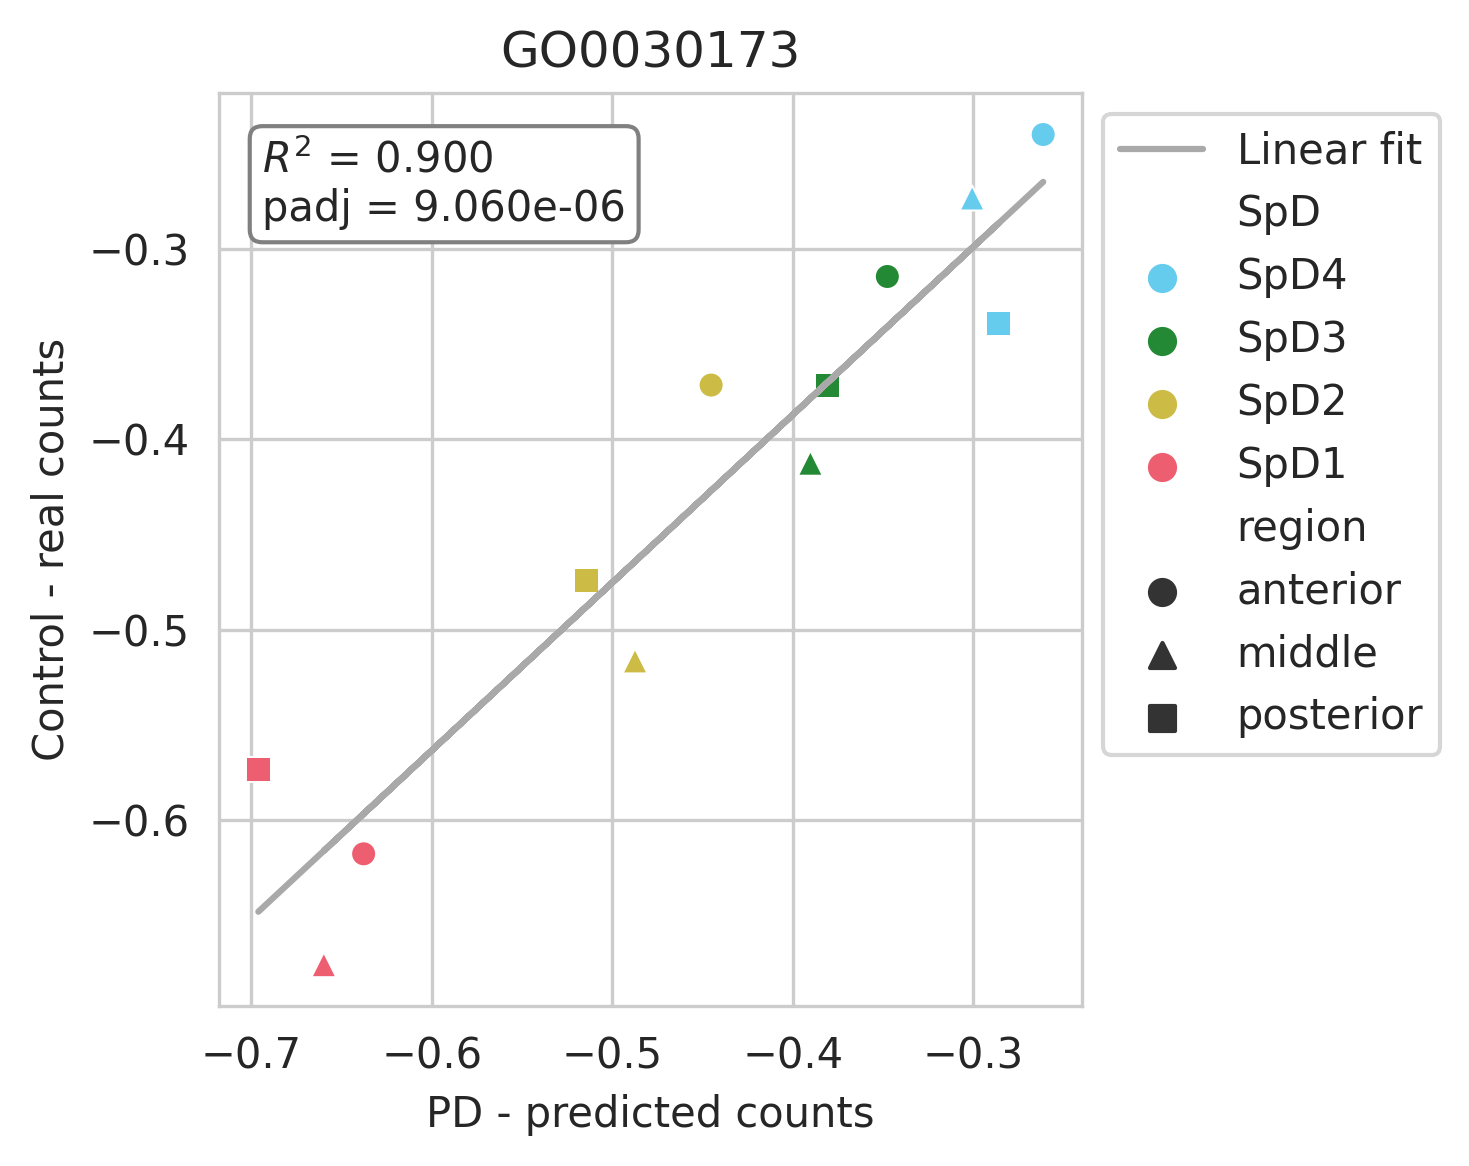 GO0030173
R² = 0.900
padj = 9.060e-06
Control - real counts
−0.3
−0.4
−0.5
−0.6
−0.7
−0.6
−0.5
−0.4
−0.3
PD - predicted counts
Linear fit
SpD
SpD4
SpD3
SpD2
SpD1
region
anterior
middle
posterior